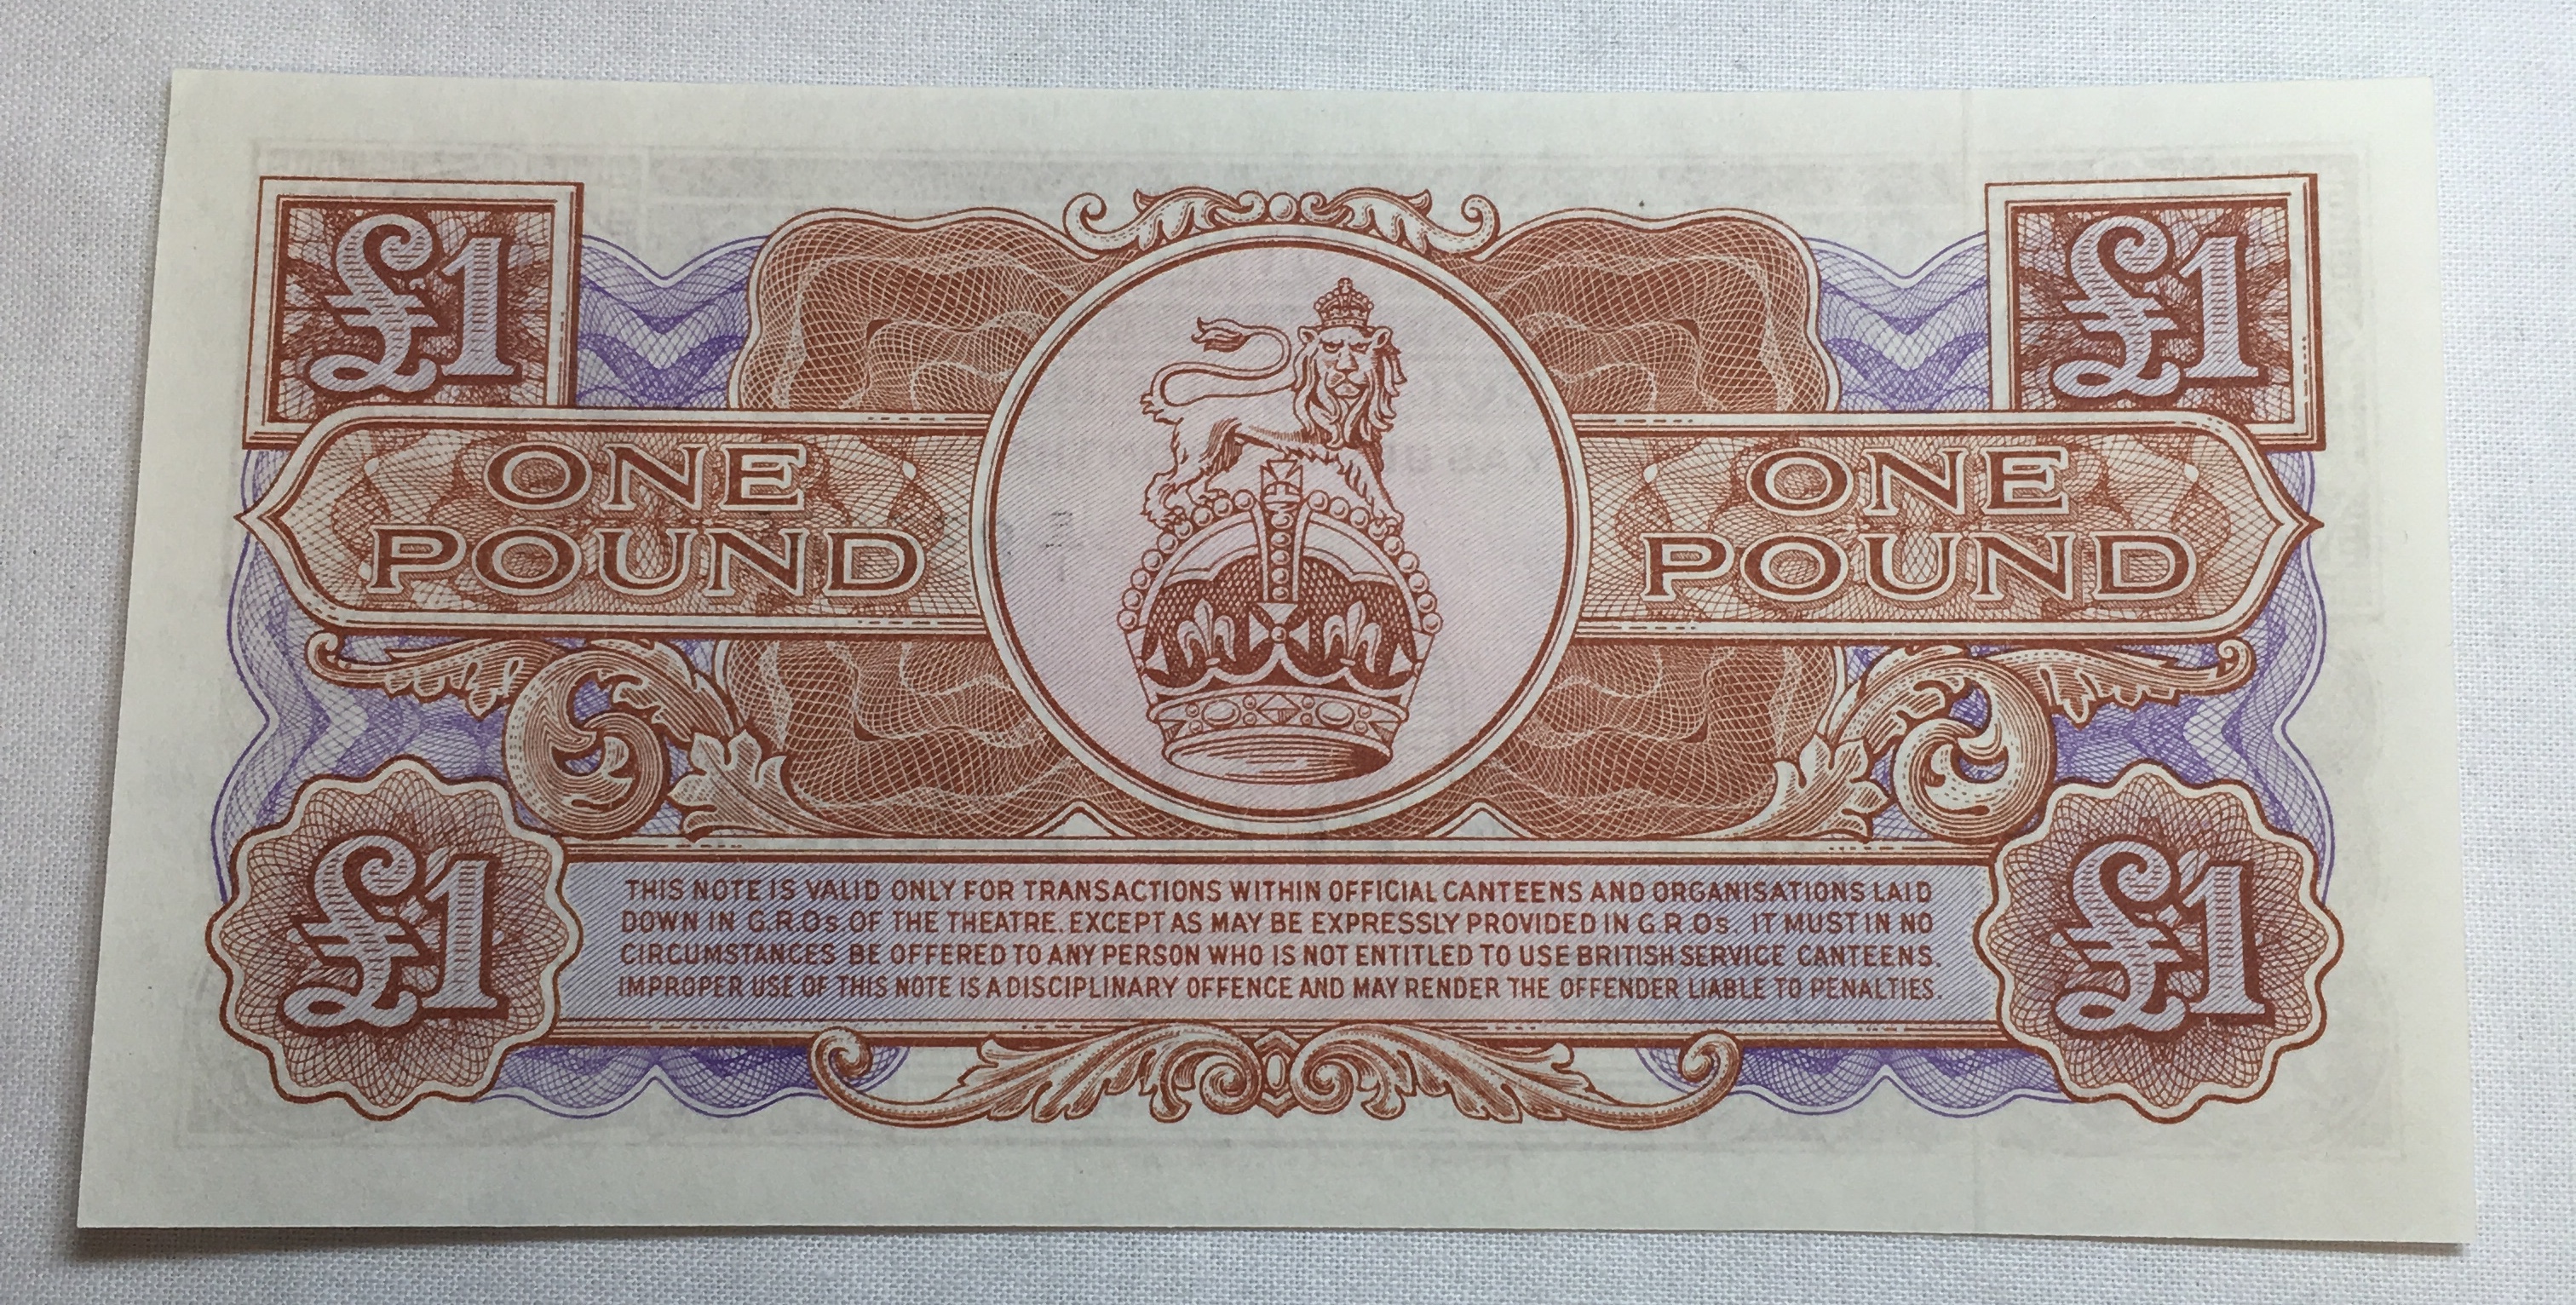 £1
£1
ONE
POUND
ONE
POUND
THIS NOTE IS VALID ONLY FOR TRANSACTIONS WITHIN OFFICIAL CANTEENS AND ORGANISATIONS LAID
DOWN IN G.R.Os. OF THE THEATRE. EXCEPT AS MAY BE EXPRESSLY PROVIDED IN G.R.Os. IT MUST IN NO
CIRCUMSTANCES BE OFFERED TO ANY PERSON WHO IS NOT ENTITLED TO USE BRITISH SERVICE CANTEENS.
IMPROPER USE OF THIS NOTE IS A DISCIPLINARY OFFENCE AND MAY RENDER THE OFFENDER LIABLE TO PENALTIES.
£1
£1